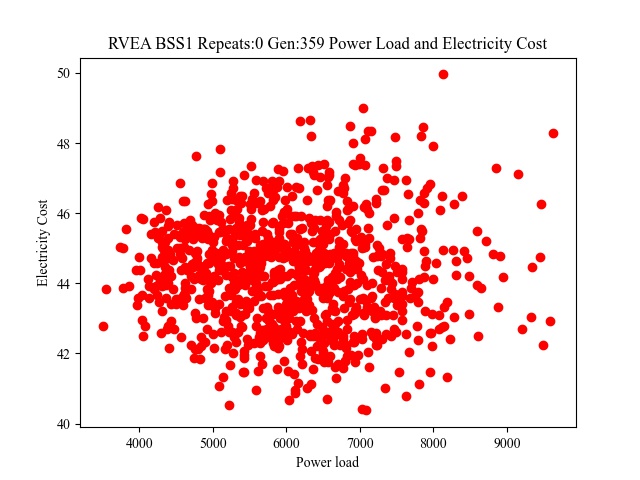 RVEA BSS1 Repeats:0 Gen:359 Power Load and Electricity Cost
50
48
46
44
42
40
Electricity Cost
4000 5000 6000 7000 8000 9000
Power load